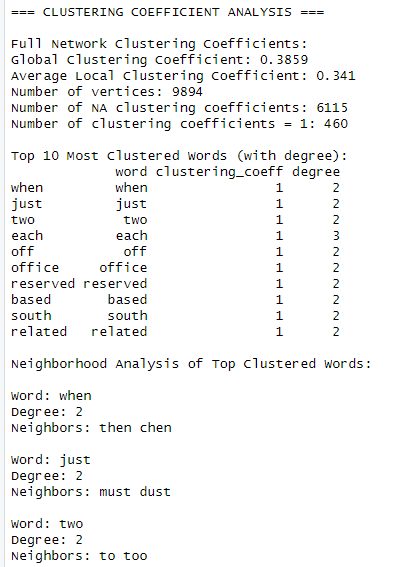 === CLUSTERING COEFFICIENT ANALYSIS ===
Full Network Clustering Coefficients:
Global Clustering Coefficient: 0.3859
Average Local Clustering Coefficient: 0.341
Number of vertices: 9894
Number of NA clustering coefficients: 6115
Number of clustering coefficients = 1: 460
Top 10 Most Clustered Words (with degree):
word clustering_coeff degree
when when 1 2
just just 1 2
two two 1 2
each each 1 3
off off 1 2
office office 1 2
reserved reserved 1 2
based based 1 2
south south 1 2
related related 1 2
Neighborhood Analysis of Top Clustered Words:
Word: when
Degree: 2
Neighbors: then chen
Word: just
Degree: 2
Neighbors: must dust
Word: two
Degree: 2
Neighbors: to too